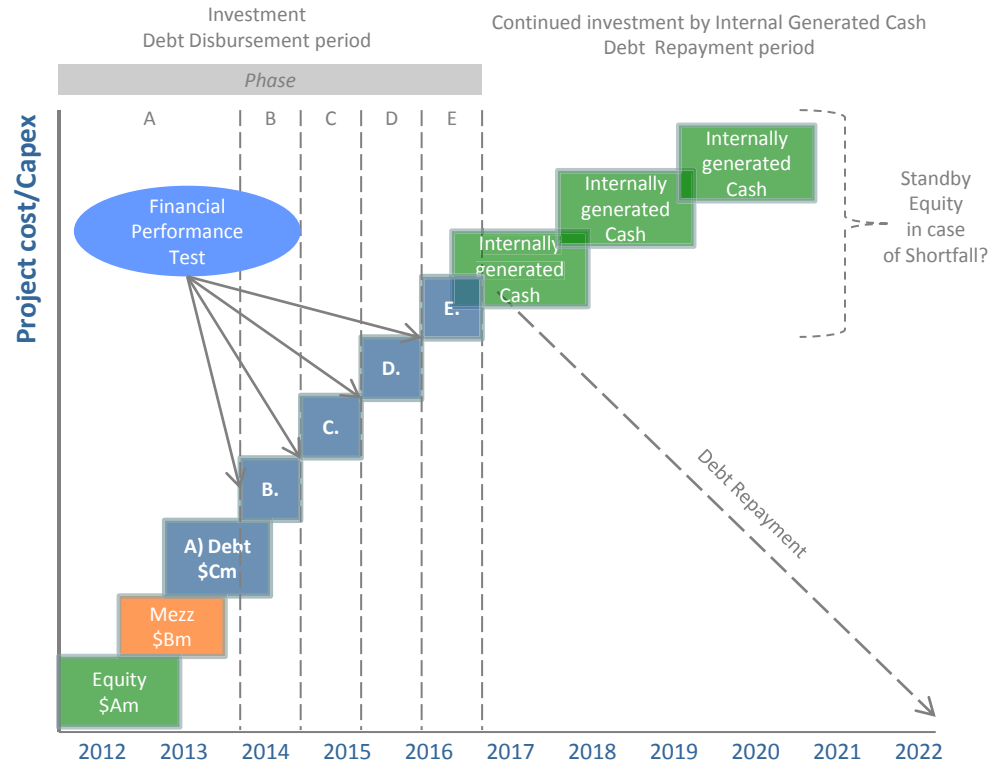 Investment
Debt Disbursement period
Continued investment by Internal Generated Cash
Debt Repayment period
Phase
A
B
C
D
E
Project cost/Capex
Financial
Performance
Test
Internally
generated
Cash
Internally
generated
Cash
Internally
generated
Cash
Standby
Equity
in case
of Shortfall?
E.
D.
C.
B.
A) Debt
$Cm
Mezz
$Bm
Equity
$Am
Debt Repayment
2012
2013
2014
2015
2016
2017
2018
2019
2020
2021
2022